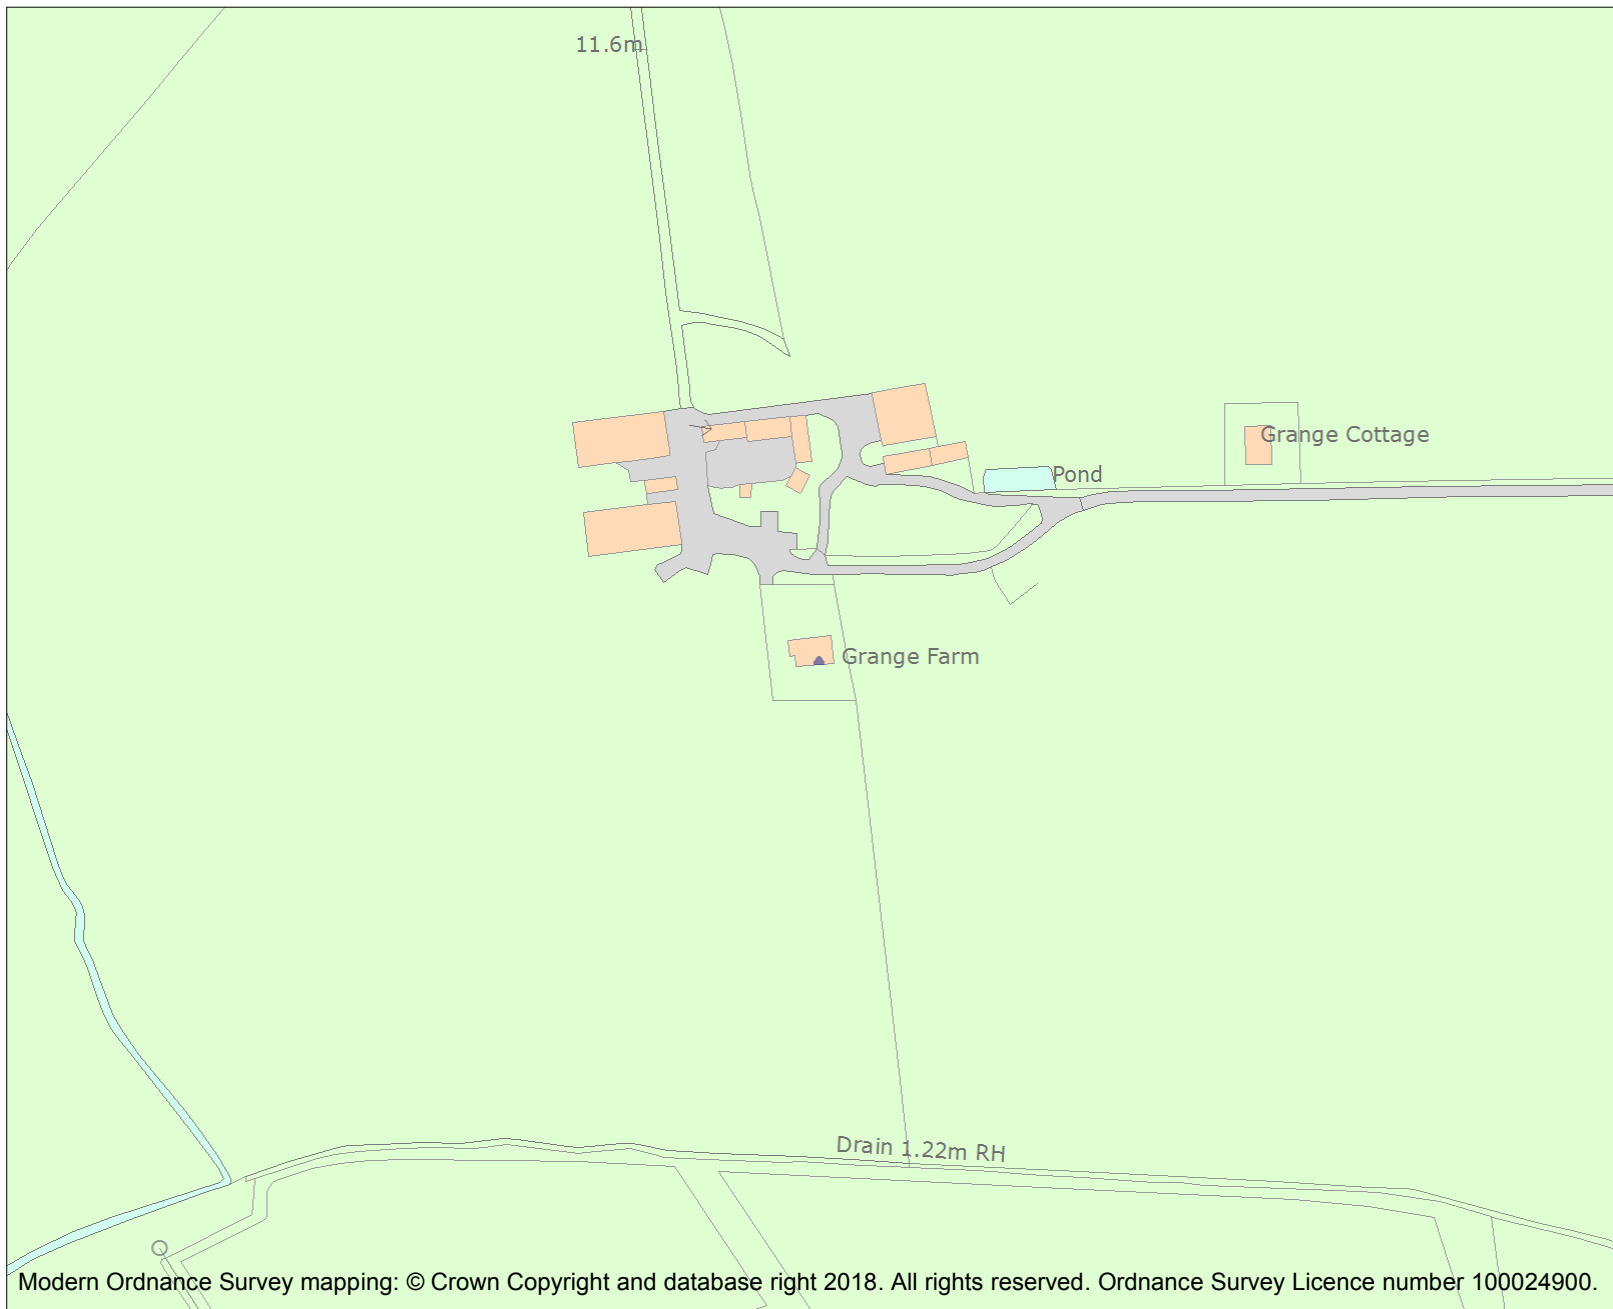 11.6m
Grange Cottage
Pond
Grange Farm
Drain 1.22m RH
Modern Ordnance Survey mapping: © Crown Copyright and database right 2018. All rights reserved. Ordnance Survey Licence number 100024900.